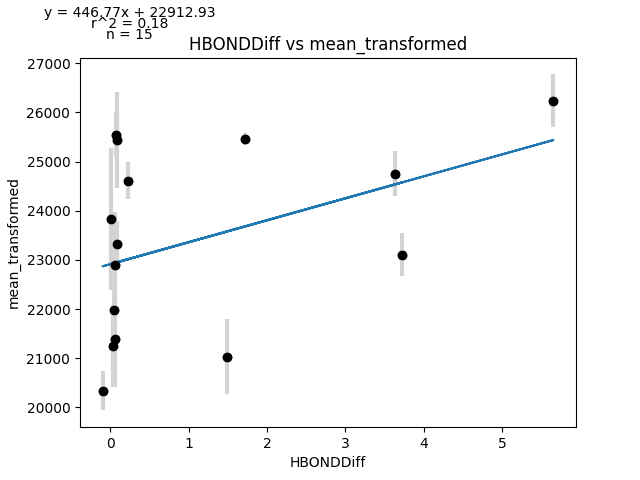 y = 446.77x + 22912.93
r^2 = 0.18
n = 15
HBONDDiff vs mean_transformed
27000
26000
25000
24000
23000
22000
21000
20000
mean_transformed
0 1 2 3 4 5
HBONDDiff